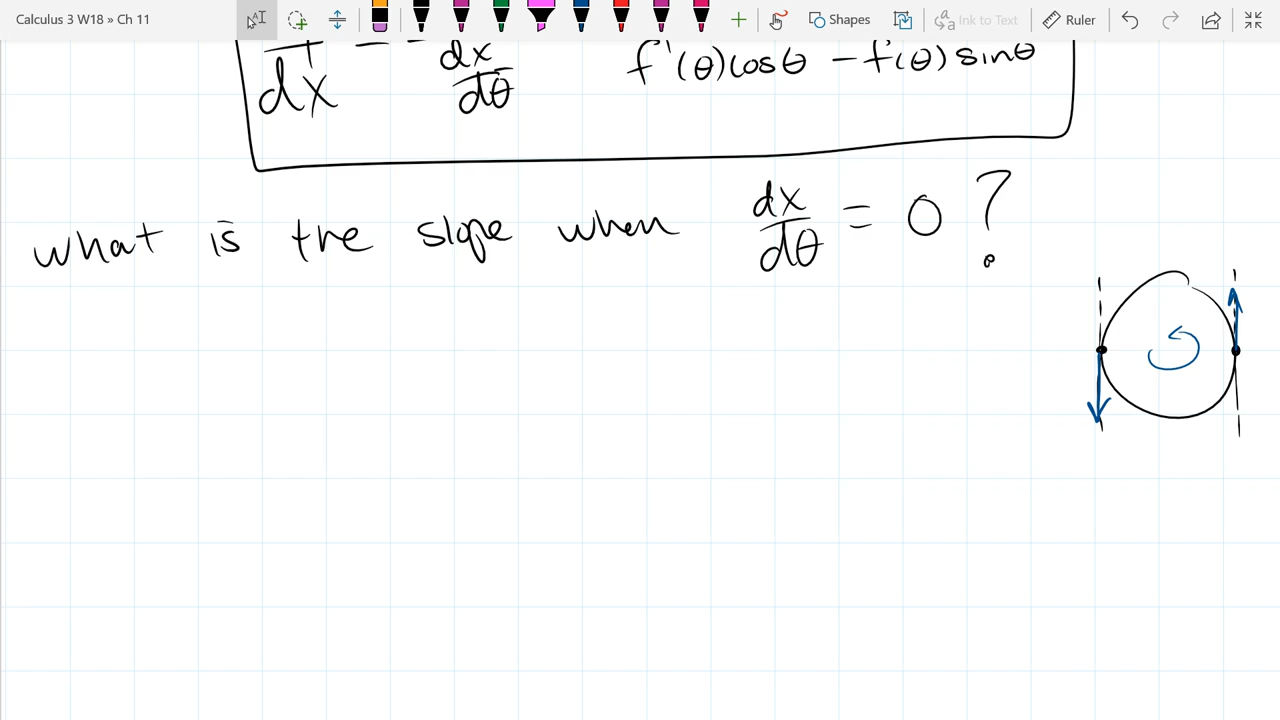 Calculus 3 W18 » Ch 11
Shapes
Ink to Text
Ruler
dx = dx/dθ f'(θ)cosθ - f(θ)sinθ
what is the slope when dx/dθ = 0 ?